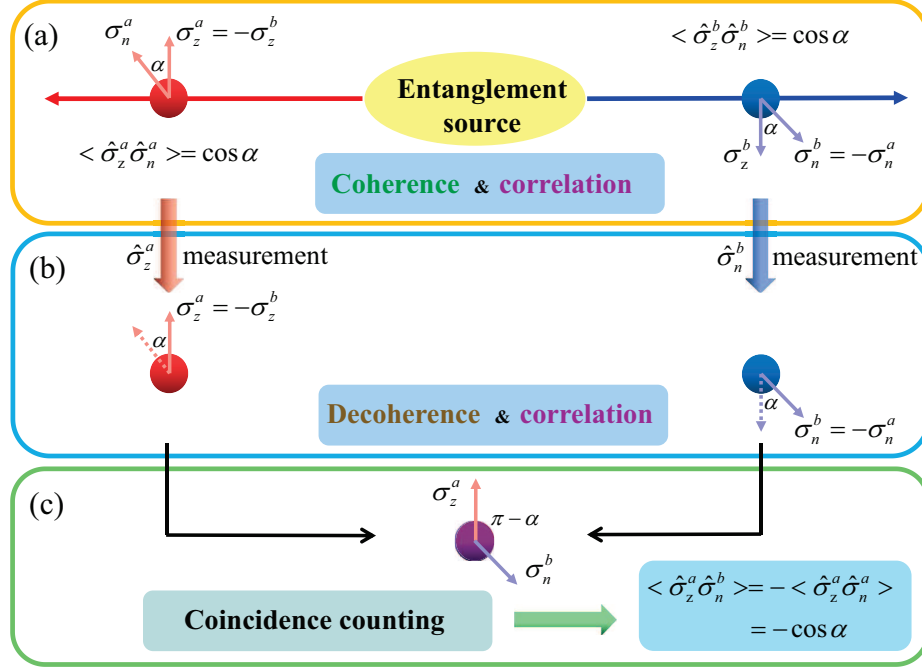 (a)
σ_n^a
σ_z^a = −σ_z^b
α
< σ̂_z^b σ̂_n^b > = cos α
Entanglement
source
α
σ_z^b
σ_n^b = −σ_n^a
< σ̂_z^a σ̂_n^a > = cos α
Coherence & correlation
σ̂_z^a measurement
σ̂_n^b measurement
(b)
σ_z^a = −σ_z^b
α
α
σ_n^b = −σ_n^a
Decoherence & correlation
(c)
σ_z^a
π − α
σ_n^b
Coincidence counting
< σ̂_z^a σ̂_n^b > = − < σ̂_z^a σ̂_n^a >
= −cos α